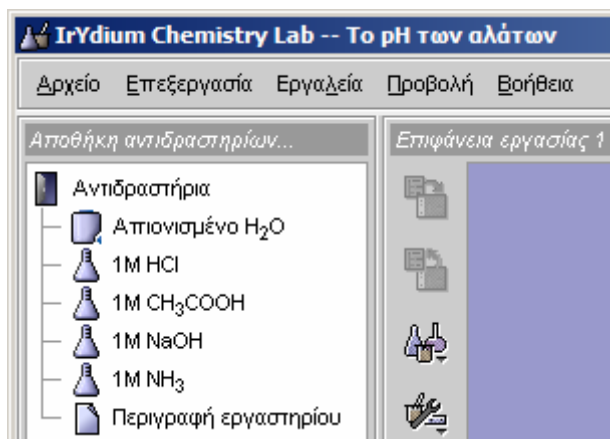 IrYdium Chemistry Lab -- Το pH των αλάτων
Αρχείο Επεξεργασία Εργαλεία Προβολή Βοήθεια
Αποθήκη αντιδραστηρίων...
Επιφάνεια εργασίας 1
Αντιδραστήρια
Απιονισμένο H₂O
1M HCl
1M CH₃COOH
1M NaOH
1M NH₃
Περιγραφή εργαστηρίου